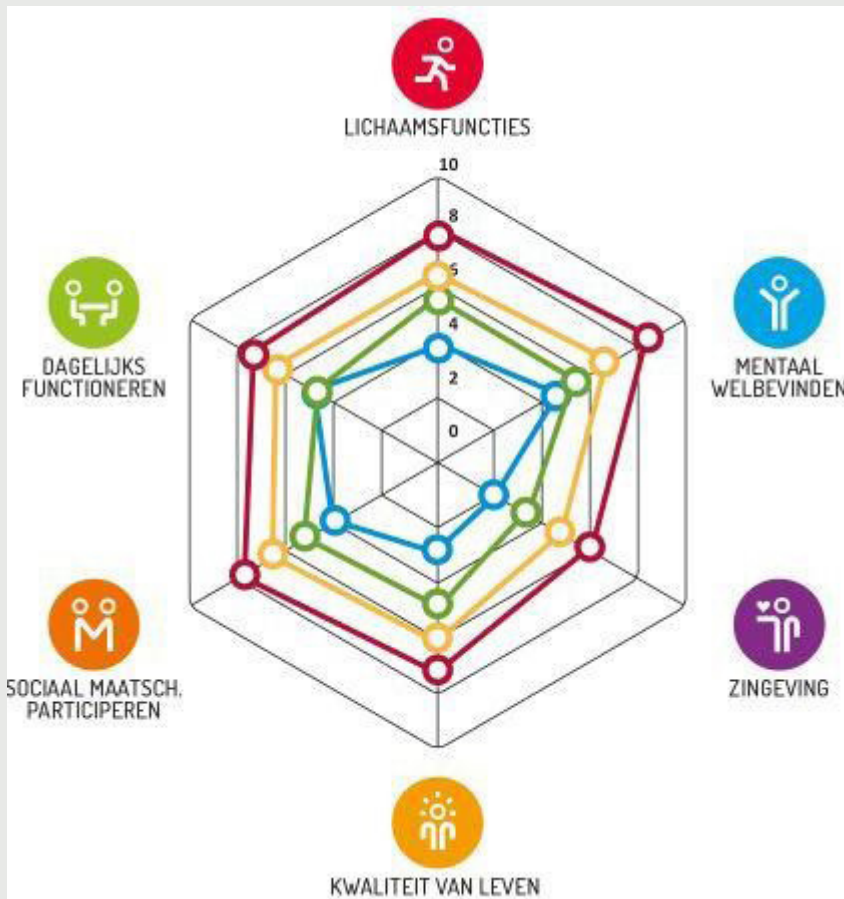 LICHAAMSFUNCTIES
10
8
6
4
2
0
DAGELIJKS
FUNCTIONEREN
MENTAAL
WELBEVINDEN
SOCIAAL MAATSCH.
PARTICIPEREN
ZINGEVING
KWALITEIT VAN LEVEN